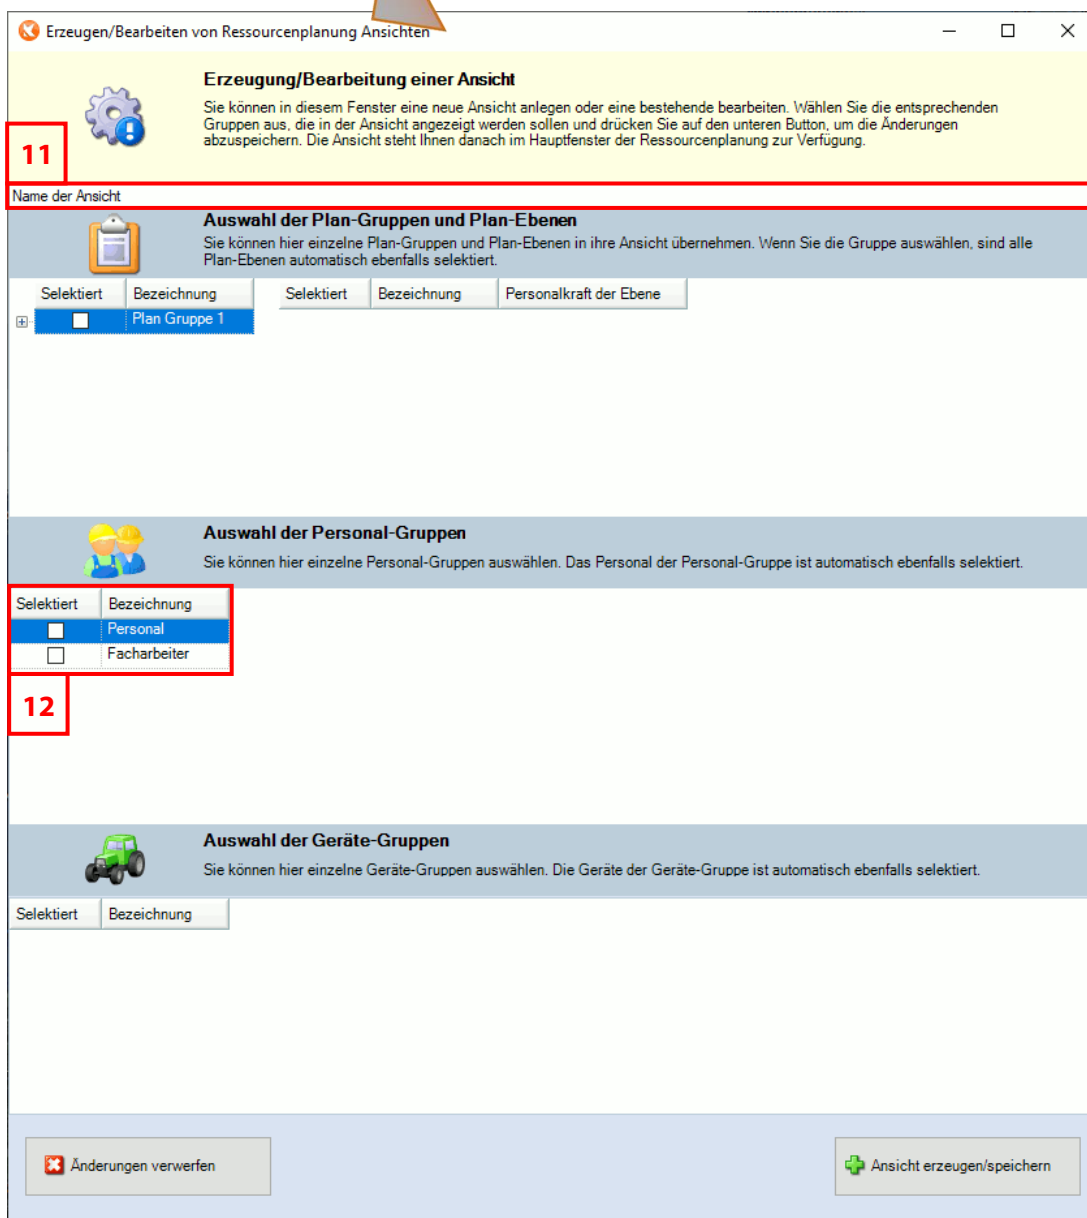 Erzeugen/Bearbeiten von Ressourcenplanung Ansichten
Erzeugung/Bearbeitung einer Ansicht
Sie können in diesem Fenster eine neue Ansicht anlegen oder eine bestehende bearbeiten. Wählen Sie die entsprechenden
Gruppen aus, die in der Ansicht angezeigt werden sollen und drücken Sie auf den unteren Button, um die Änderungen
abzuspeichern. Die Ansicht steht Ihnen danach im Hauptfenster der Ressourcenplanung zur Verfügung.
11
Name der Ansicht
Auswahl der Plan-Gruppen und Plan-Ebenen
Sie können hier einzelne Plan-Gruppen und Plan-Ebenen in ihre Ansicht übernehmen. Wenn Sie die Gruppe auswählen, sind alle
Plan-Ebenen automatisch ebenfalls selektiert.
Selektiert Bezeichnung Selektiert Bezeichnung Personalkraft der Ebene
Plan Gruppe 1
Auswahl der Personal-Gruppen
Sie können hier einzelne Personal-Gruppen auswählen. Das Personal der Personal-Gruppe ist automatisch ebenfalls selektiert.
Selektiert Bezeichnung
Personal
Facharbeiter
12
Auswahl der Geräte-Gruppen
Sie können hier einzelne Geräte-Gruppen auswählen. Die Geräte der Geräte-Gruppe ist automatisch ebenfalls selektiert.
Selektiert Bezeichnung
Änderungen verwerfen Ansicht erzeugen/speichern